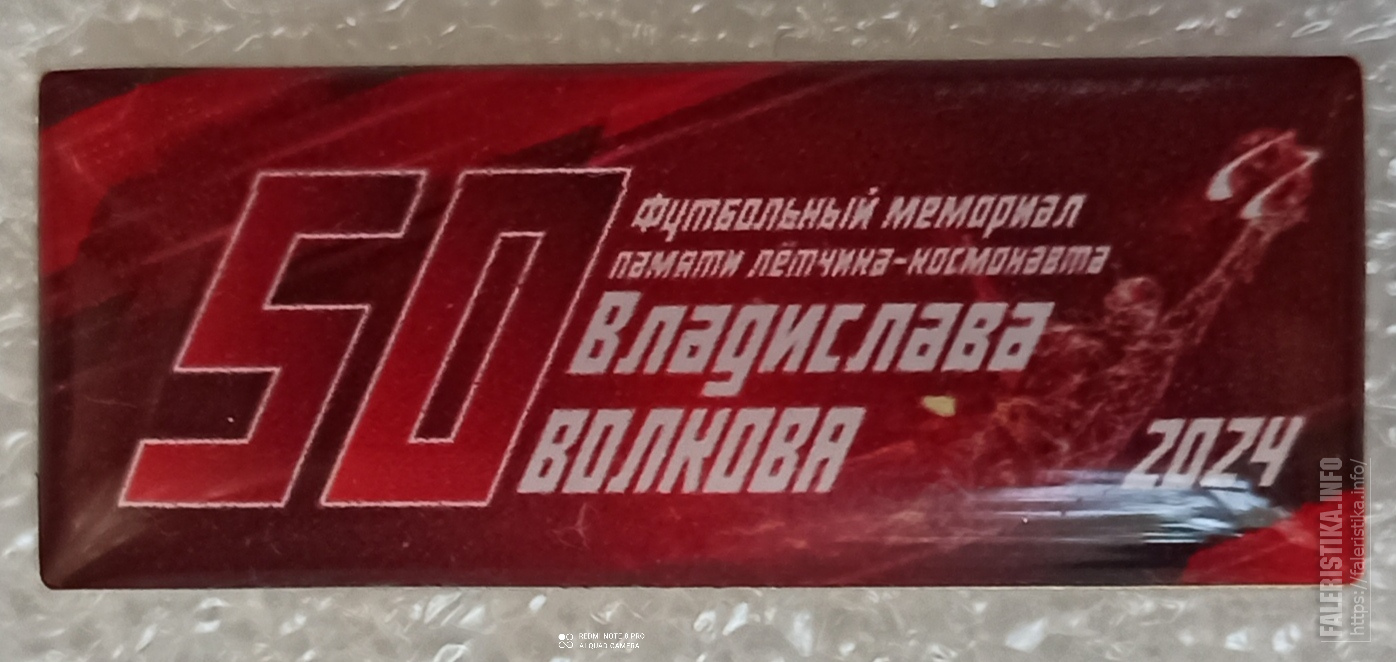 50
Футбольный мемориал
памяти лётчика-космонавта
Владислава
ВОЛКОВА
2024
REDMI NOTE 8 PRO
AI QUAD CAMERA
FALERISTIKA.INFO
https://faleristika.info/